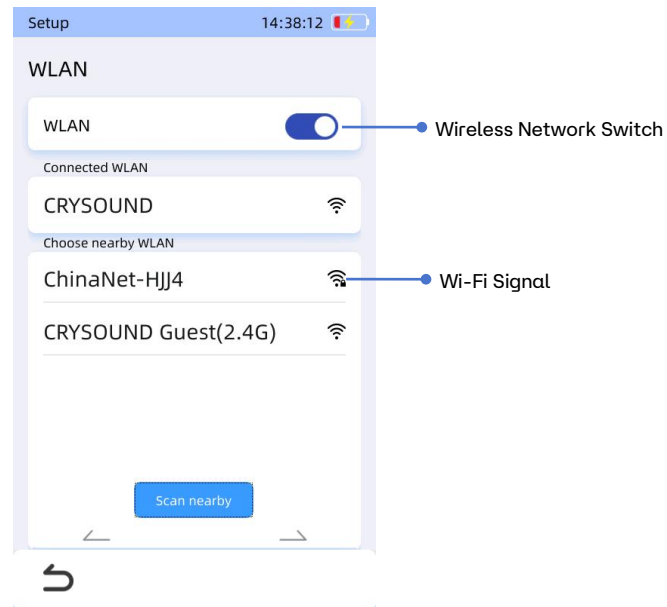 Setup 14:38:12
WLAN
WLAN
Wireless Network Switch
Connected WLAN
CRYSOUND
Choose nearby WLAN
ChinaNet-HJJ4
Wi-Fi Signal
CRYSOUND Guest(2.4G)
Scan nearby